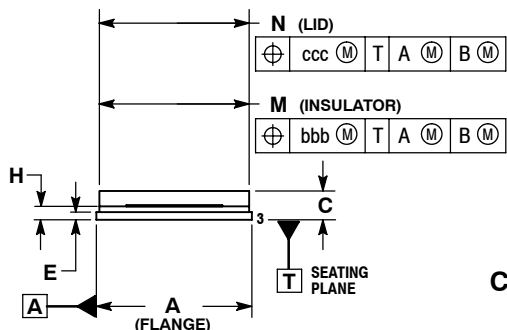 N (LID)
⌖ ccc Ⓜ T A Ⓜ B Ⓜ
M (INSULATOR)
⌖ bbb Ⓜ T A Ⓜ B Ⓜ
H
C
3
E
T SEATING
PLANE
C
A
A
(FLANGE)